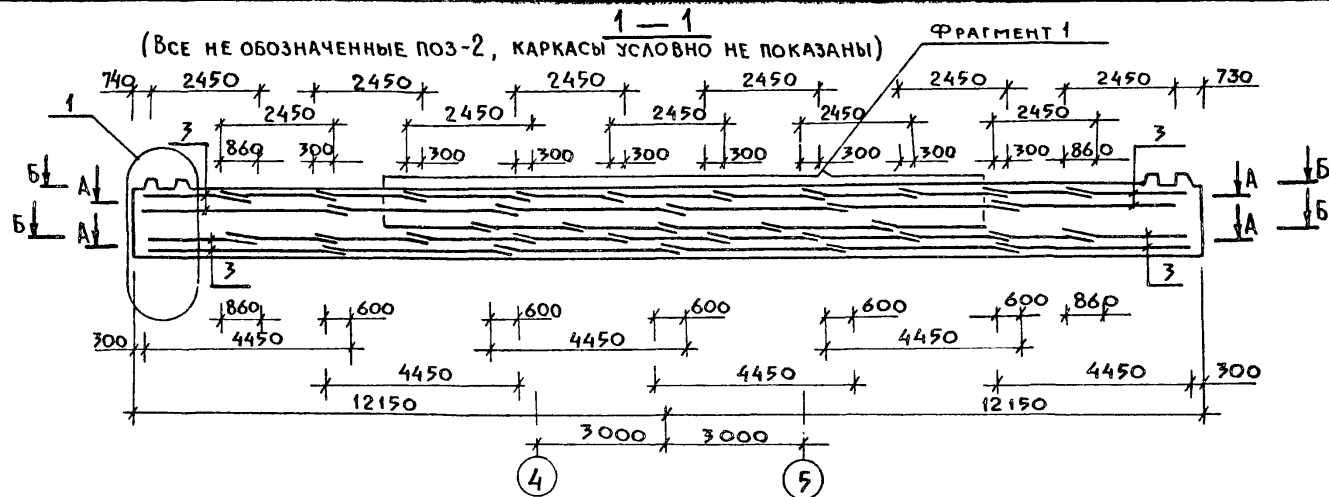 1 — 1
(ВСЕ НЕ ОБОЗНАЧЕННЫЕ ПОЗ-2, КАРКАСЫ УСЛОВНО НЕ ПОКАЗАНЫ)
ФРАГМЕНТ 1
740 2450 2450 2450 2450 2450 2450 730
1 2450 2450 2450 2450 2450
3 860 300 300 300 300 300 300 300 300 860 3
Б А А Б
Б А А Б
3 3
860 600 600 600 600 600 860
300 4450 4450 4450
4450 4450 4450 300
12150 12150
3000 3000
4 5